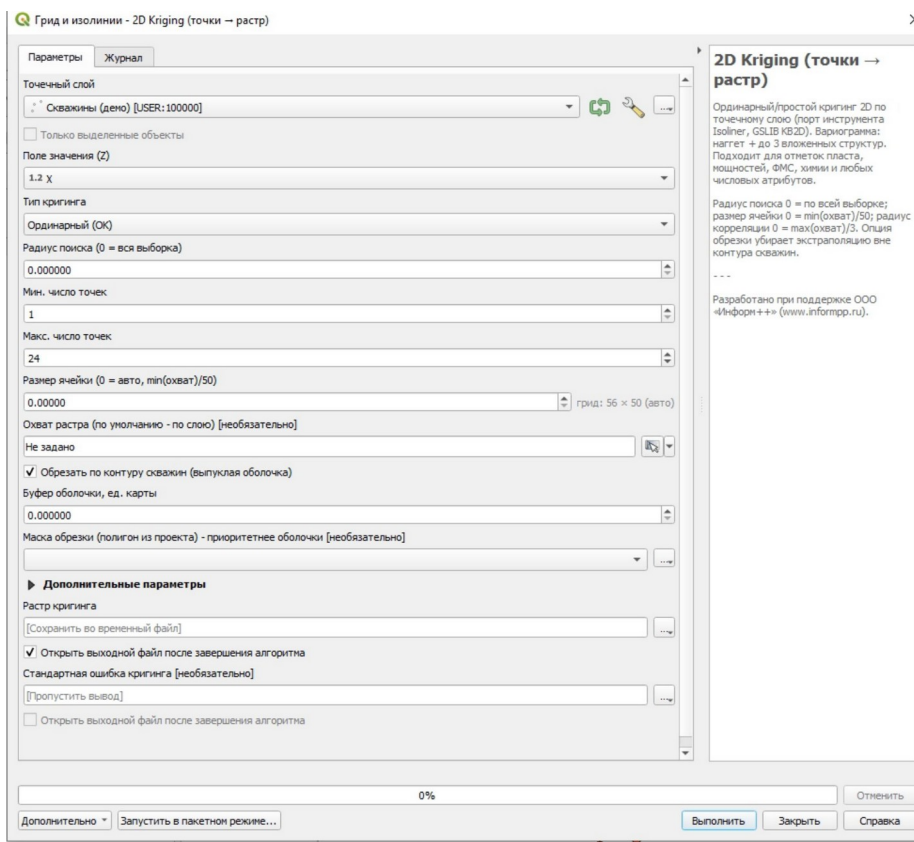 Грид и изолинии - 2D Kriging (точки → растр)
Параметры
Журнал
Точечный слой
Скважины (демо) [USER:100000]
...
Только выделенные объекты
Поле значения (Z)
1.2 χ
Тип кригинга
Ординарный (OK)
Радиус поиска (0 = вся выборка)
0.000000
Мин. число точек
1
Макс. число точек
24
Размер ячейки (0 = авто, min(охват)/50)
0.00000
грид: 56 × 50 (авто)
Охват растра (по умолчанию - по слою) [необязательно]
Не задано
Обрезать по контуру скважин (выпуклая оболочка)
Буфер оболочки, ед. карты
0.000000
Маска обрезки (полигон из проекта) - приоритетнее оболочки [необязательно]
...
Дополнительные параметры
Растр кригинга
[Сохранить во временный файл]
...
Открыть выходной файл после завершения алгоритма
Стандартная ошибка кригинга [необязательно]
[Пропустить вывод]
...
Открыть выходной файл после завершения алгоритма
2D Kriging (точки →
растр)
Ординарный/простой кригинг 2D по
точечному слою (порт инструмента
Isoliner, GSLIB KB2D). Вариограмма:
наггет + до 3 вложенных структур.
Подходит для отметок пласта,
мощностей, ФМС, химии и любых
числовых атрибутов.
Радиус поиска 0 = по всей выборке;
размер ячейки 0 = min(охват)/50; радиус
корреляции 0 = max(охват)/3. Опция
обрезки убирает экстраполяцию вне
контура скважин.
- - -
Разработано при поддержке ООО
«Информ++» (www.informpp.ru).
0%
Отменить
Дополнительно
Запустить в пакетном режиме...
Выполнить
Закрыть
Справка